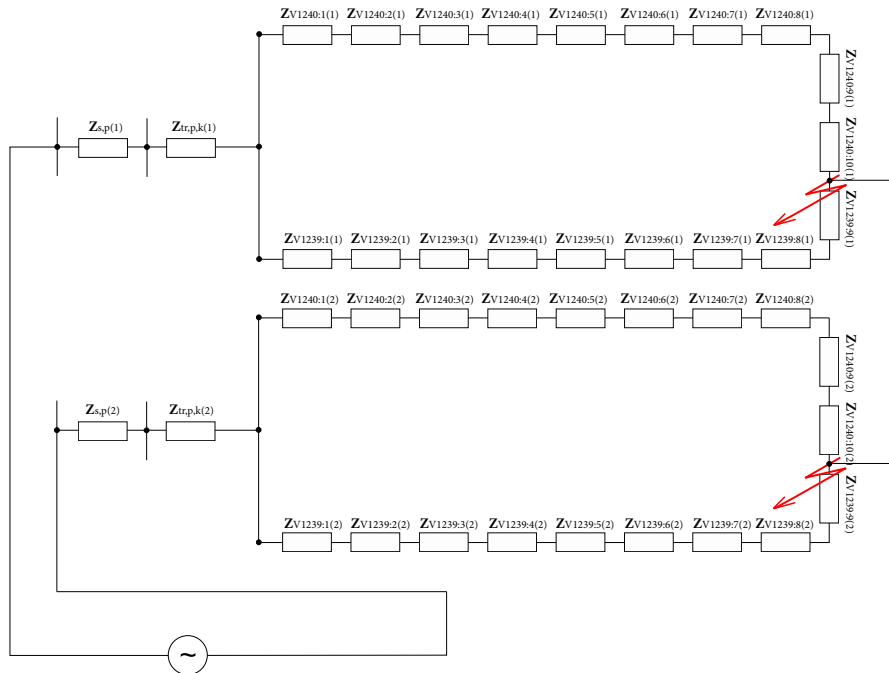 ZV1240:1(1) ZV1240:2(1) ZV1240:3(1) ZV1240:4(1) ZV1240:5(1) ZV1240:6(1) ZV1240:7(1) ZV1240:8(1)
ZV1240:9(1)
Zs,p(1) Ztr,p,k(1)
ZV1240:10(1)
ZV1239:9(1)
ZV1239:1(1) ZV1239:2(1) ZV1239:3(1) ZV1239:4(1) ZV1239:5(1) ZV1239:6(1) ZV1239:7(1) ZV1239:8(1)
ZV1240:1(2) ZV1240:2(2) ZV1240:3(2) ZV1240:4(2) ZV1240:5(2) ZV1240:6(2) ZV1240:7(2) ZV1240:8(2)
ZV1240:9(2)
Zs,p(2) Ztr,p,k(2)
ZV1240:10(2)
ZV1239:9(2)
ZV1239:1(2) ZV1239:2(2) ZV1239:3(2) ZV1239:4(2) ZV1239:5(2) ZV1239:6(2) ZV1239:7(2) ZV1239:8(2)
~